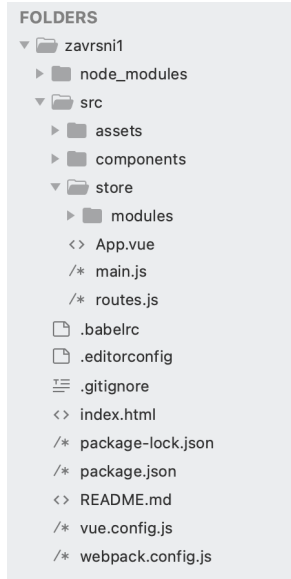 FOLDERS
zavrsni1
node_modules
src
assets
components
store
modules
<> App.vue
/* main.js
/* routes.js
.babelrc
.editorconfig
.gitignore
<> index.html
/* package-lock.json
/* package.json
<> README.md
/* vue.config.js
/* webpack.config.js